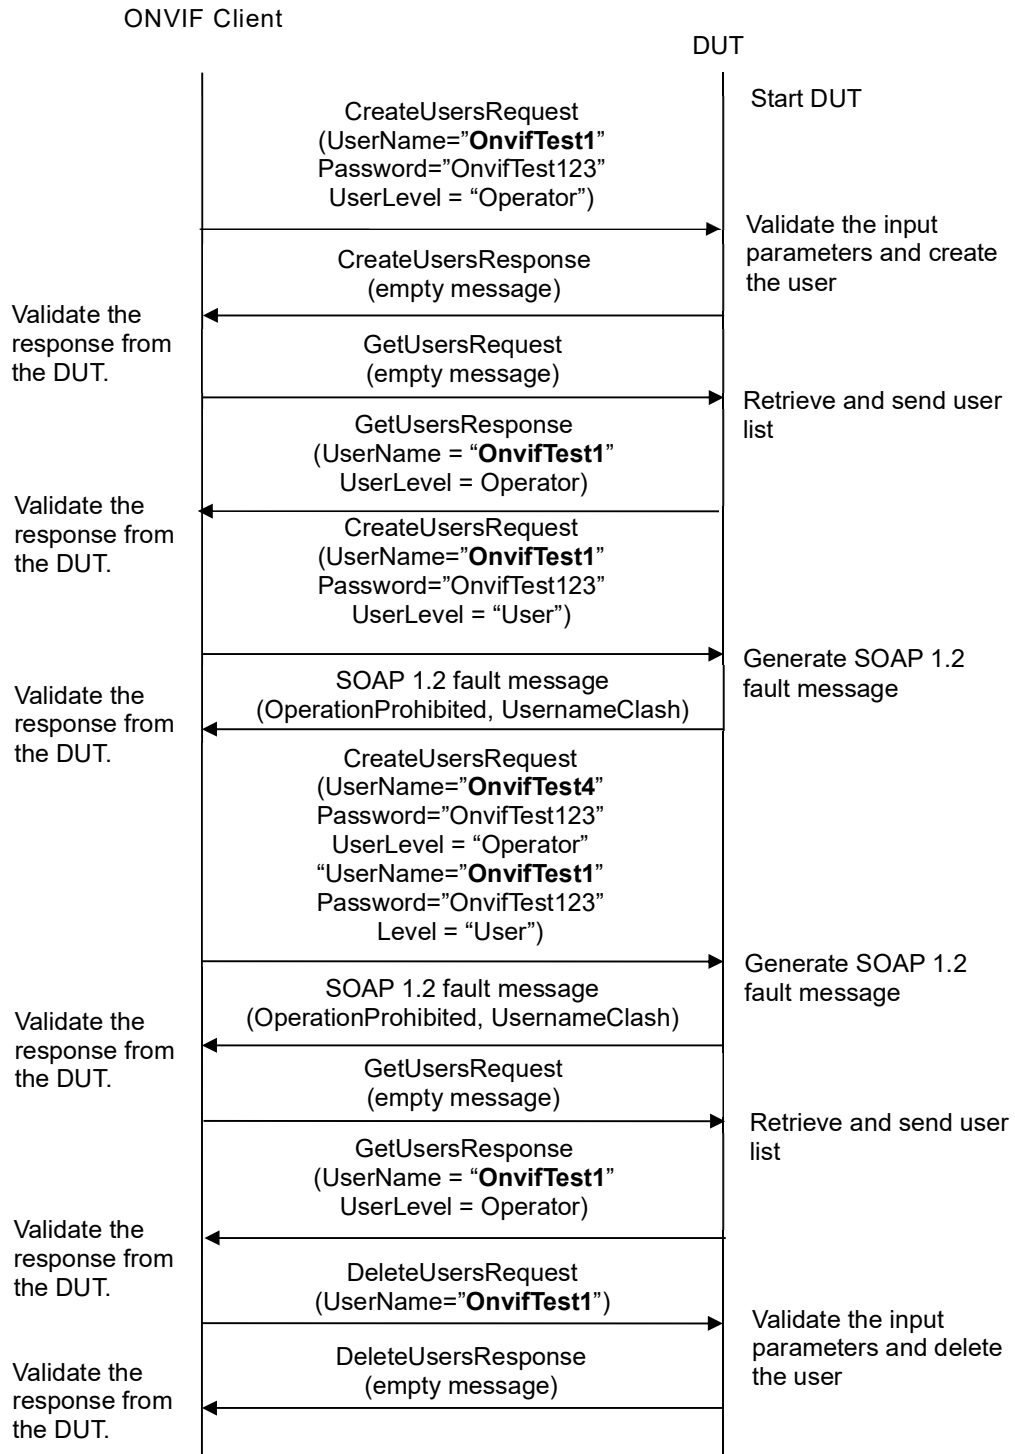 ONVIF Client
DUT
Start DUT
CreateUsersRequest
(UserName=”OnvifTest1”
Password=”OnvifTest123”
UserLevel = “Operator”)
Validate the input
parameters and create
the user
CreateUsersResponse
(empty message)
Validate the
response from
the DUT.
GetUsersRequest
(empty message)
Retrieve and send user
list
GetUsersResponse
(UserName = “OnvifTest1”
UserLevel = Operator)
Validate the
response from
the DUT.
CreateUsersRequest
(UserName=”OnvifTest1”
Password=”OnvifTest123”
UserLevel = “User”)
Generate SOAP 1.2
fault message
SOAP 1.2 fault message
(OperationProhibited, UsernameClash)
Validate the
response from
the DUT.
CreateUsersRequest
(UserName=”OnvifTest4”
Password=”OnvifTest123”
UserLevel = “Operator”
“UserName=”OnvifTest1”
Password=”OnvifTest123”
Level = “User”)
Generate SOAP 1.2
fault message
SOAP 1.2 fault message
(OperationProhibited, UsernameClash)
Validate the
response from
the DUT.
GetUsersRequest
(empty message)
Retrieve and send user
list
GetUsersResponse
(UserName = “OnvifTest1”
UserLevel = Operator)
Validate the
response from
the DUT.
DeleteUsersRequest
(UserName=”OnvifTest1”)
Validate the input
parameters and delete
the user
DeleteUsersResponse
(empty message)
Validate the
response from
the DUT.